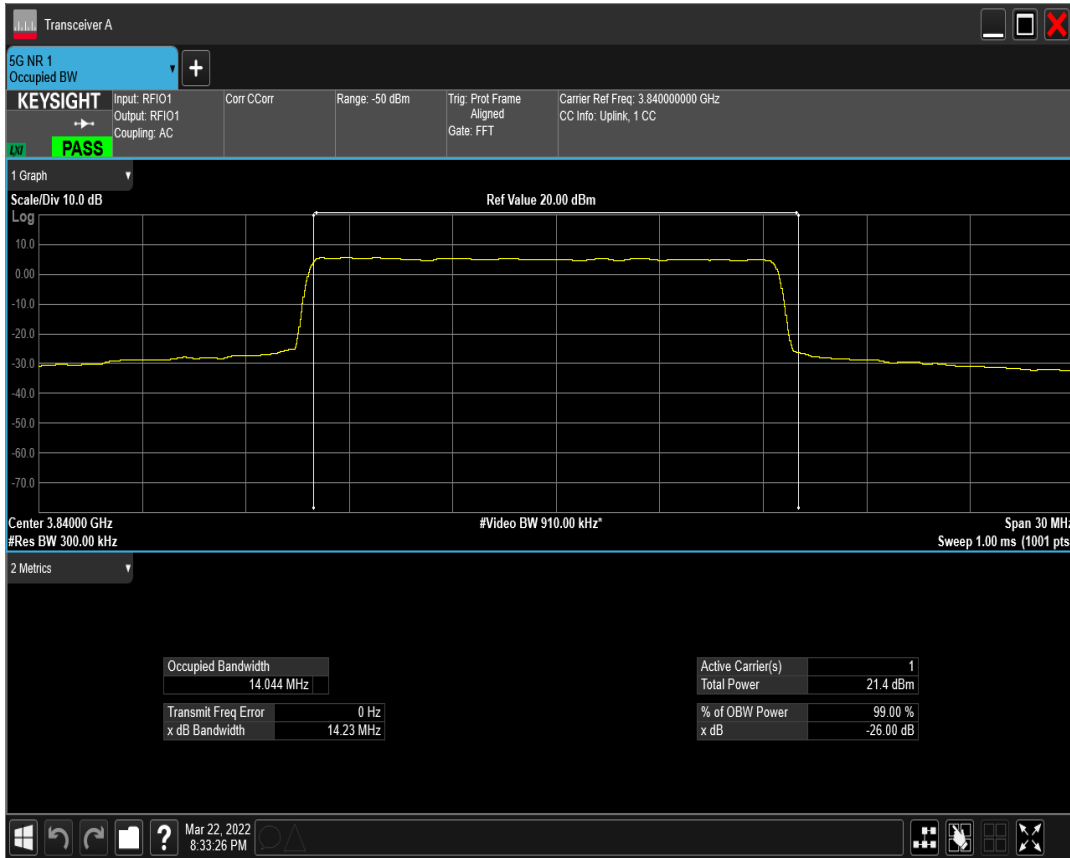 Transceiver A
5G NR 1
Occupied BW
+
KEYSIGHT
LXI
PASS
Input: RFIO1
Output: RFIO1
Coupling: AC
Corr CCorr
Range: -50 dBm
Trig: Prot Frame
Aligned
Gate: FFT
Carrier Ref Freq: 3.840000000 GHz
CC Info: Uplink, 1 CC
1 Graph
Scale/Div 10.0 dB
Ref Value 20.00 dBm
Log
10.0
0.00
-10.0
-20.0
-30.0
-40.0
-50.0
-60.0
-70.0
Center 3.84000 GHz
#Video BW 910.00 kHz*
Span 30 MHz
#Res BW 300.00 kHz
Sweep 1.00 ms (1001 pts
2 Metrics
Occupied Bandwidth
14.044 MHz
Transmit Freq Error 0 Hz
x dB Bandwidth 14.23 MHz
Active Carrier(s) 1
Total Power 21.4 dBm
% of OBW Power 99.00 %
x dB -26.00 dB
?
Mar 22, 2022
8:33:26 PM